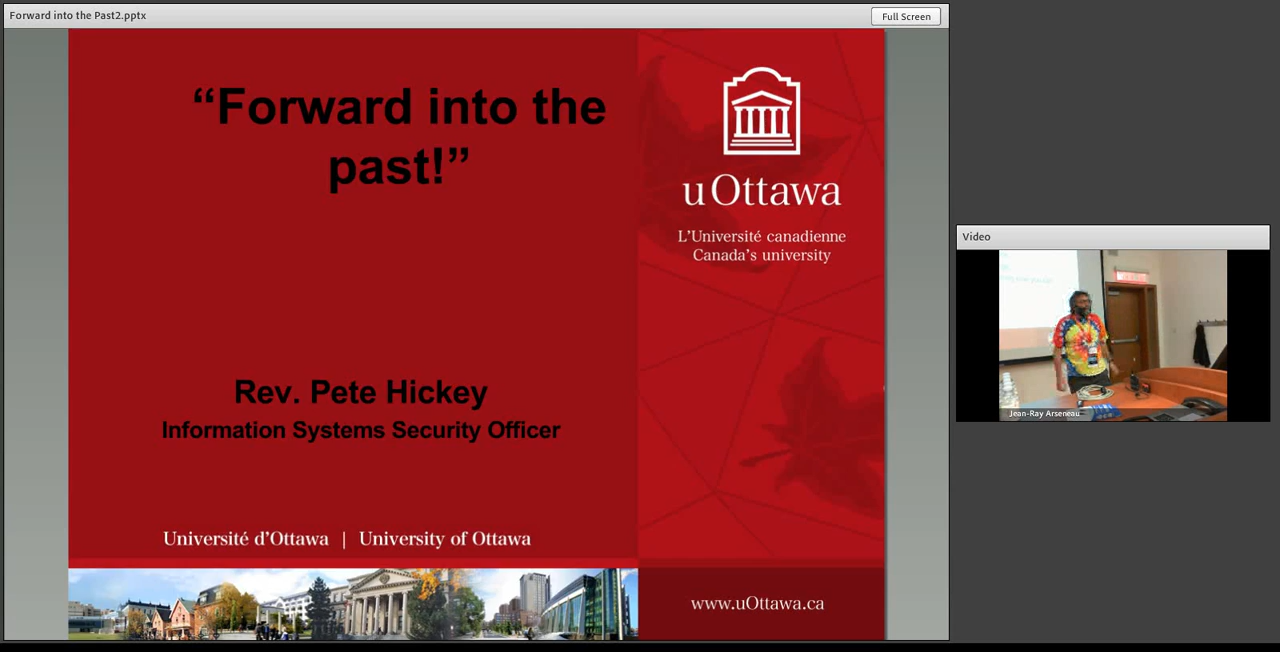 Forward into the Past2.pptx
Full Screen
“Forward into the
past!”
uOttawa
L’Université canadienne
Canada’s university
Rev. Pete Hickey
Information Systems Security Officer
Université d’Ottawa | University of Ottawa
www.uOttawa.ca
Video
Jean-Ray Arseneau